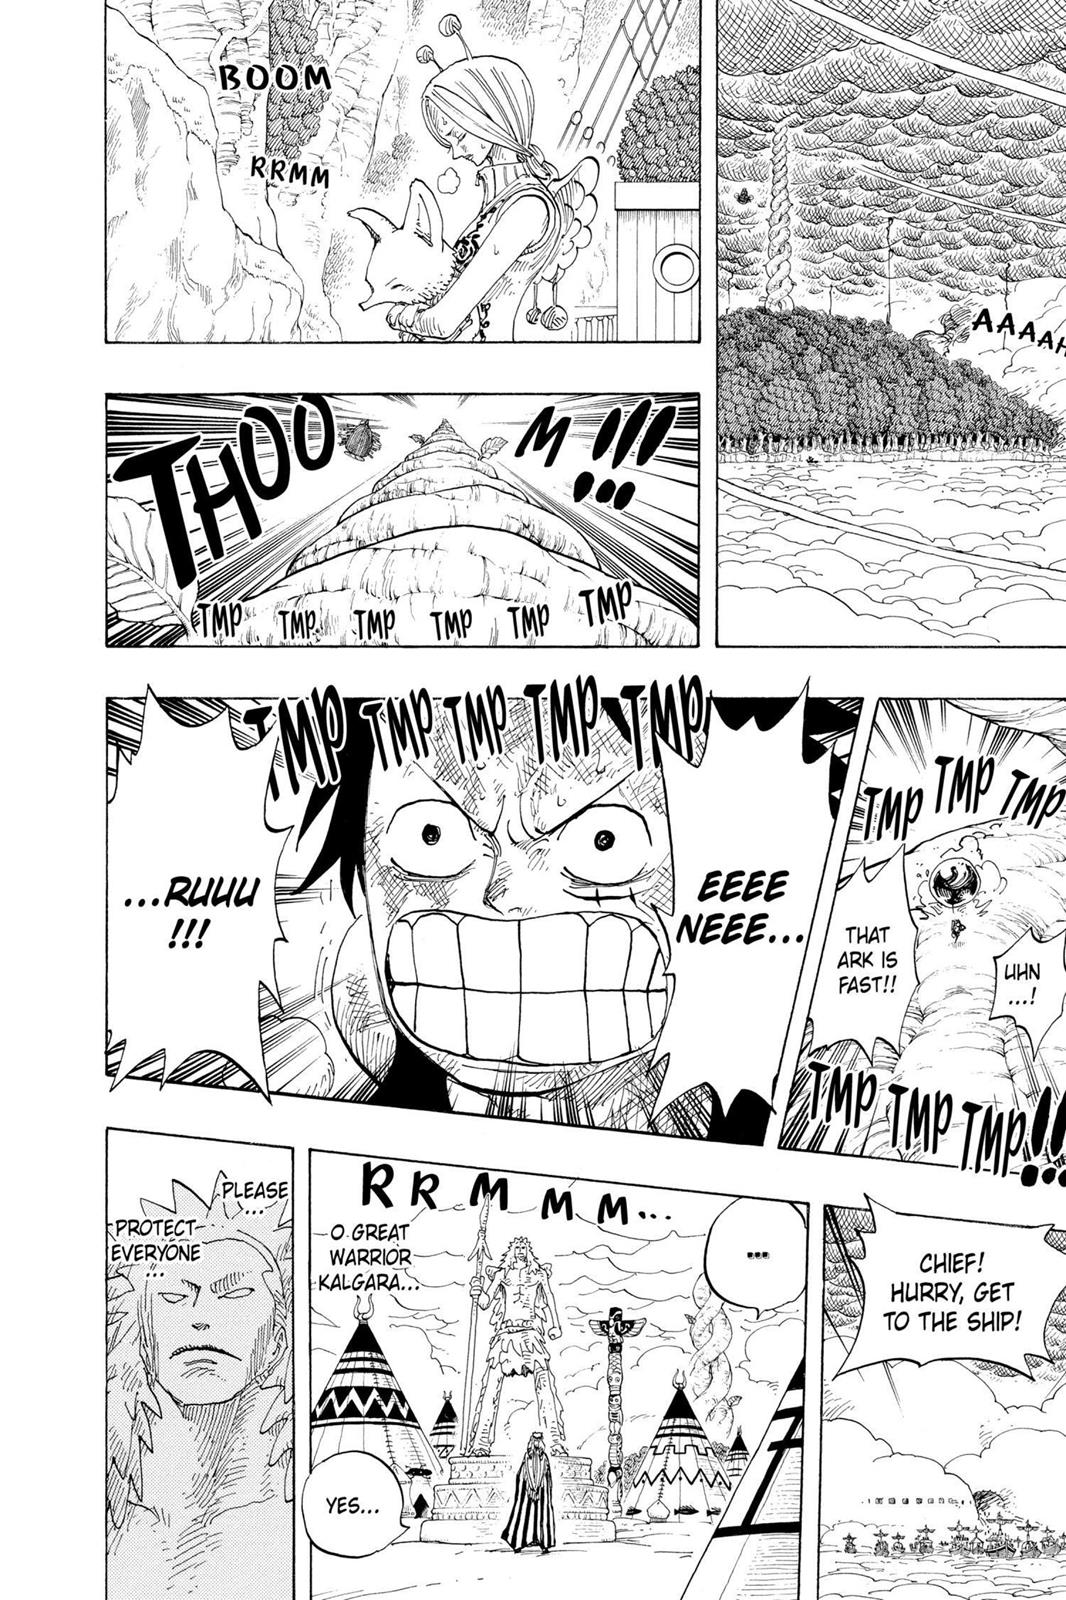 AAAAH
BOOM
RRMM
THOO
M!!!
TMP TMP TMP TMP TMP TMP
TMP TMP TMP
THAT
ARK IS
FAST!!
UHN
...!
TMP TMP TMP!!
TMP TMP TMP TMP TMP
EEEE
NEEE...
...RUUU
!!!
CHIEF!
HURRY, GET
TO THE SHIP!
RRMMM...
...
O GREAT
WARRIOR
KALGARA...
YES...
PLEASE
...
PROTECT
EVERYONE
...